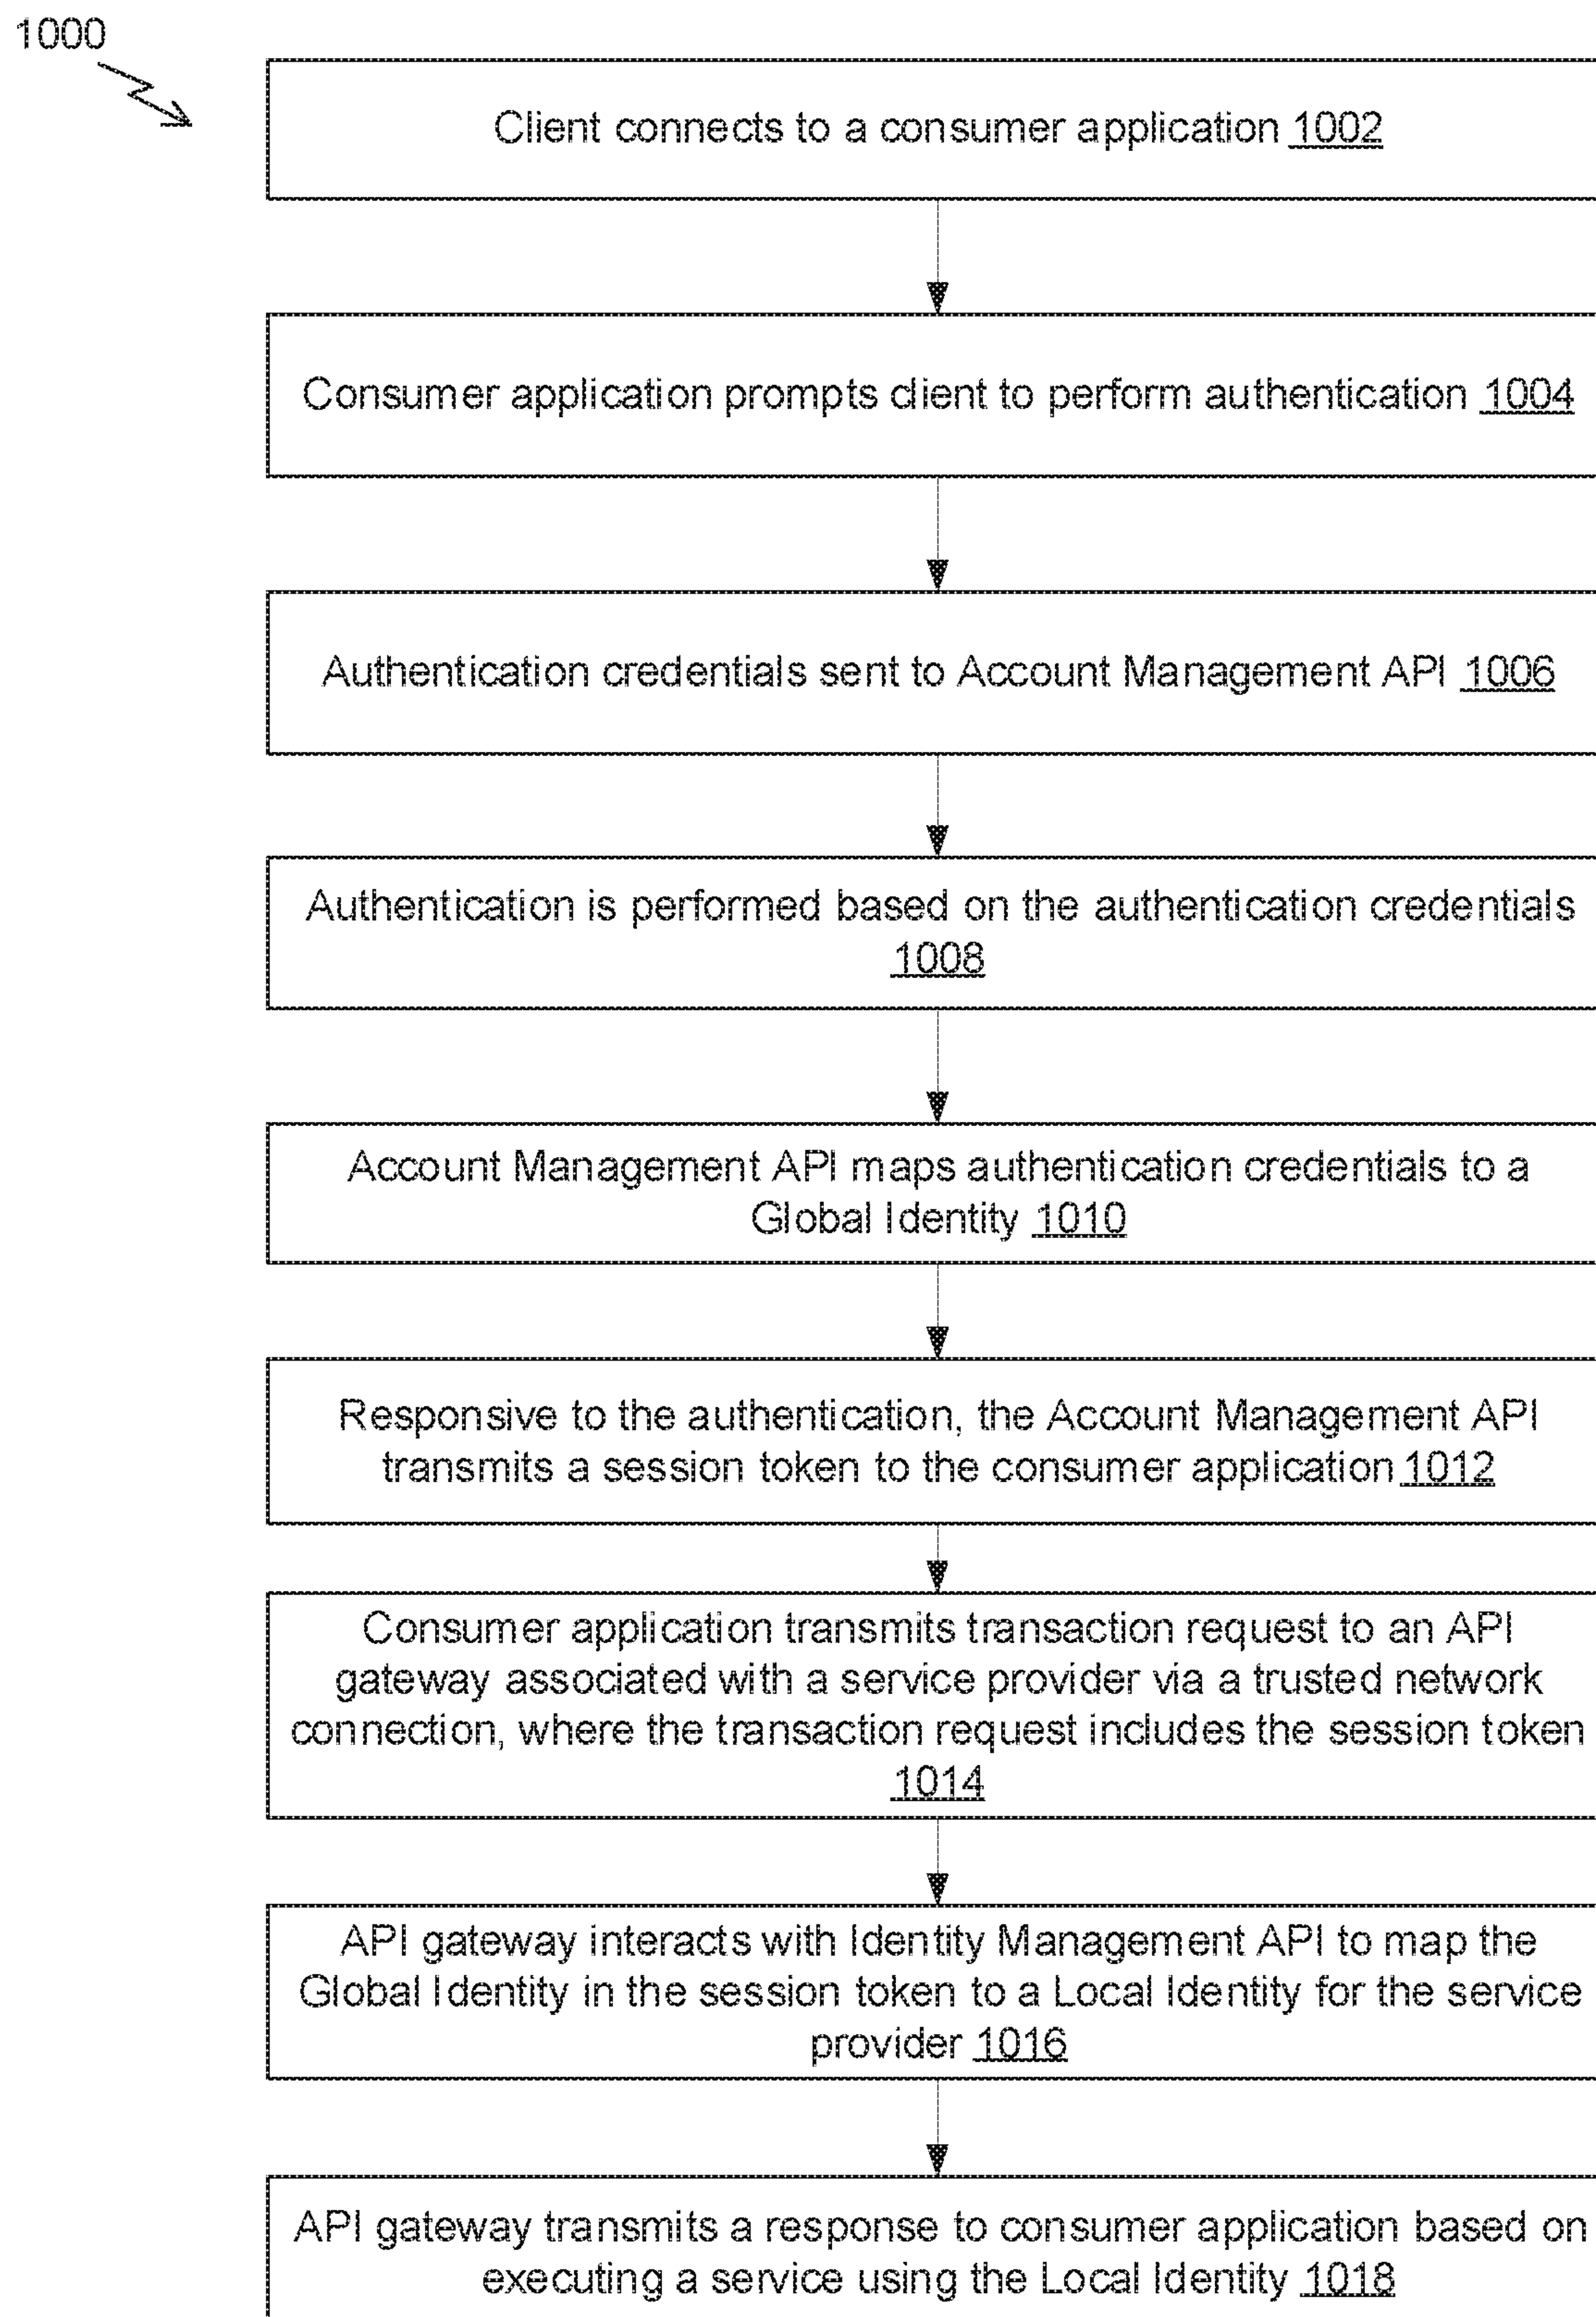 1000
Client connects to a consumer application 1002
Consumer application prompts client to perform authentication 1004
Authentication credentials sent to Account Management API 1006
Authentication is performed based on the authentication credentials
1008
Account Management API maps authentication credentials to a
Global Identity 1010
Responsive to the authentication, the Account Management API
transmits a session token to the consumer application 1012
Consumer application transmits transaction request to an API
gateway associated with a service provider via a trusted network
connection, where the transaction request includes the session token
1014
API gateway interacts with Identity Management API to map the
Global Identity in the session token to a Local Identity for the service
provider 1016
API gateway transmits a response to consumer application based on
executing a service using the Local Identity 1018